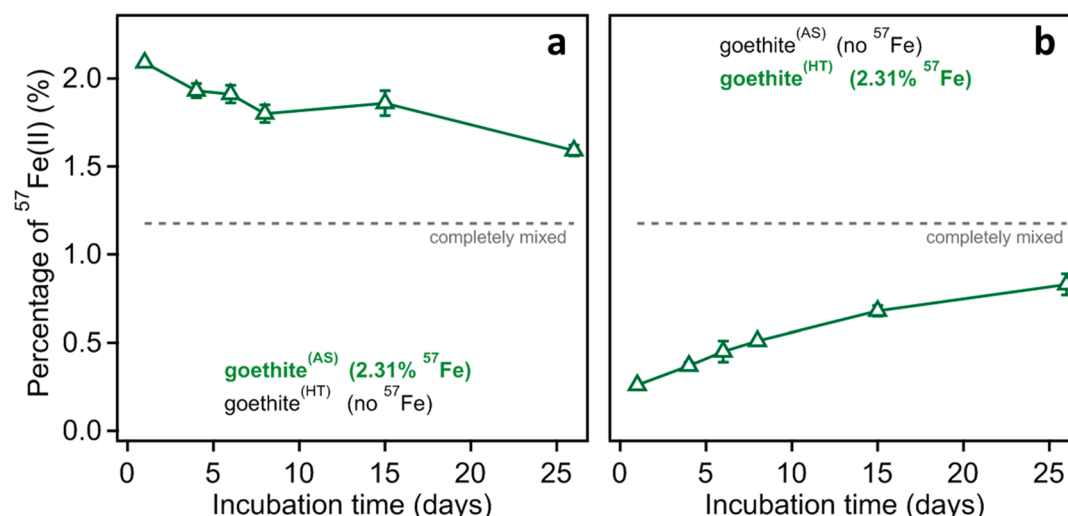 Percentage of ⁵⁷Fe(II) (%)
2.0
1.5
1.0
0.5
0.0
a
completely mixed
goethite⁽ᴬˢ⁾ (2.31% ⁵⁷Fe)
goethite⁽ᴴᵀ⁾ (no ⁵⁷Fe)
0 5 10 15 20 25
Incubation time (days)
goethite⁽ᴬˢ⁾ (no ⁵⁷Fe)
goethite⁽ᴴᵀ⁾ (2.31% ⁵⁷Fe)
b
completely mixed
0 5 10 15 20 25
Incubation time (days)